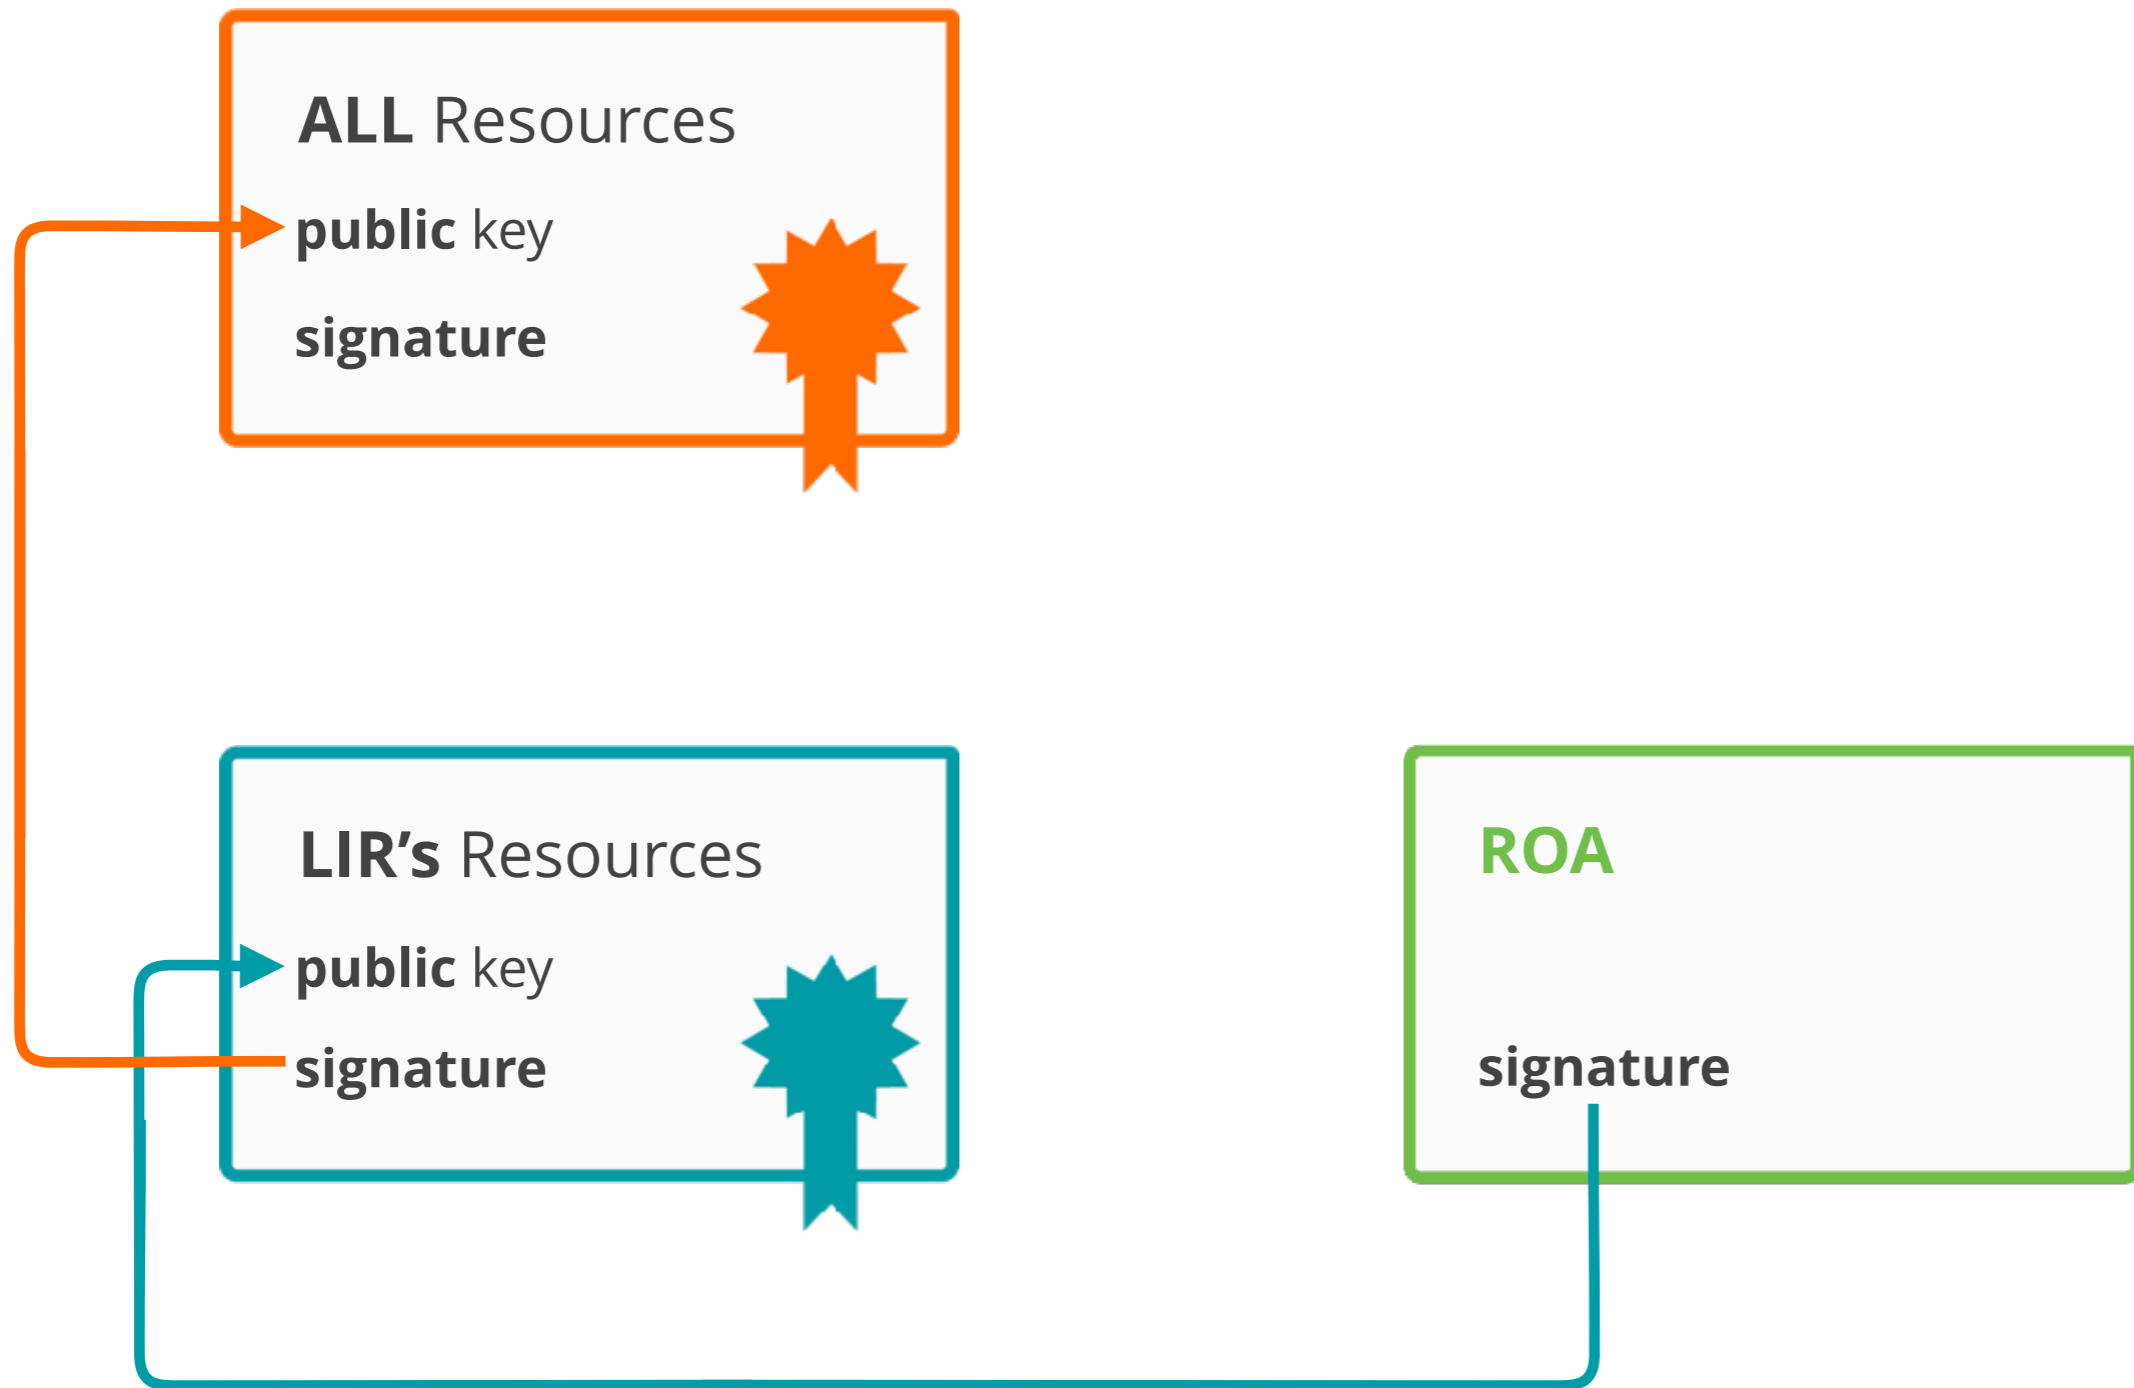 ALL Resources
public key
signature
LIR’s Resources
public key
signature
ROA
signature